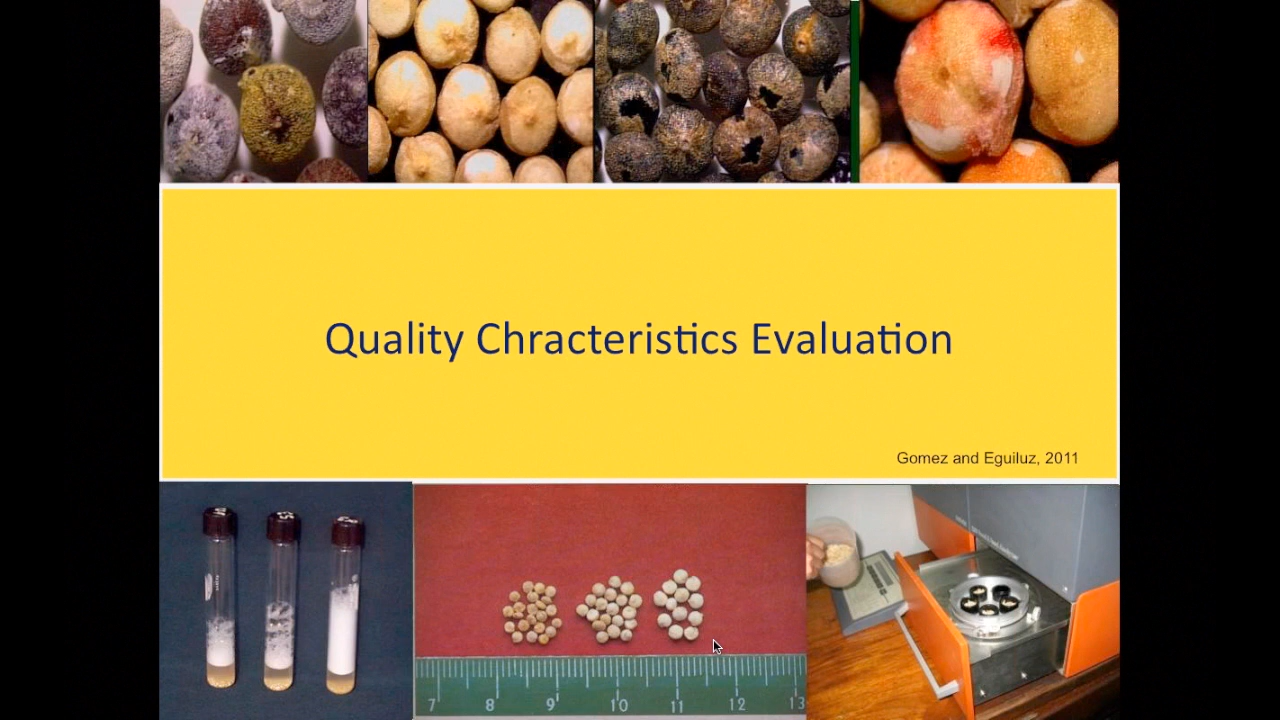 Quality Chracteristics Evaluation
Gomez and Eguiluz, 2011
7 8 9 10 11 12 13